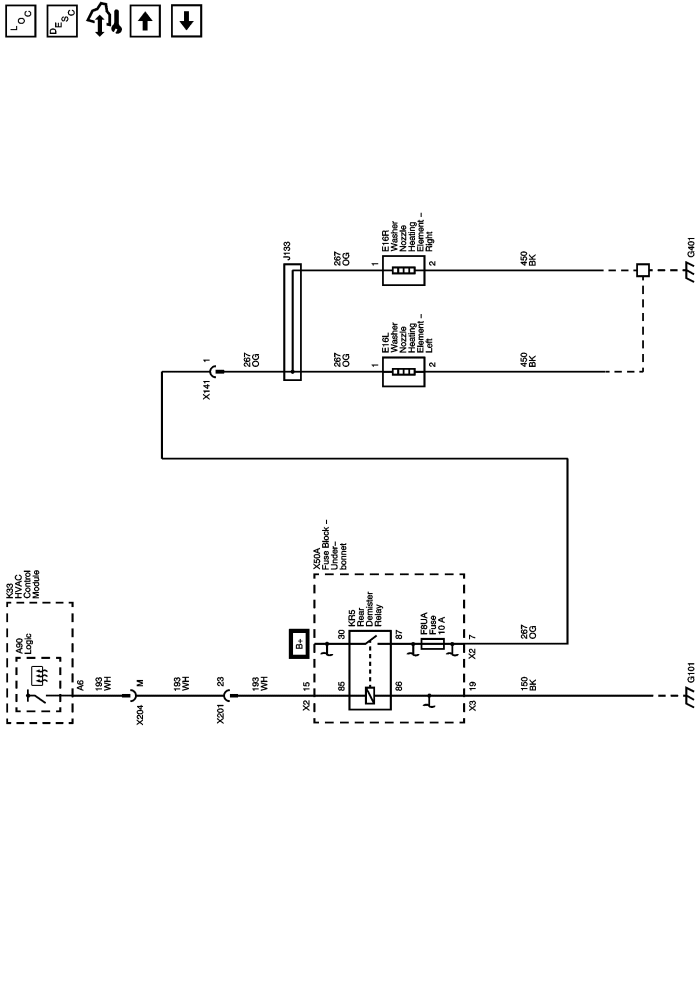 LOC
DESC
K33
HVAC
Control
Module
A90
Logic
A6
193
WH
M
X204
193
WH
23
X201
193
WH
15
X2
B+
X50A
Fuse Block –
Under–
bonnet
KR5
Rear
Demister
Relay
30
87
85
86
F8UA
Fuse
10 A
7
X2
19
X3
267
OG
150
BK
G101
1
X141
267
OG
J133
267
OG
267
OG
E16R
Washer
Nozzle
Heating
Element –
Right
1
2
450
BK
E16L
Washer
Nozzle
Heating
Element –
Left
1
2
450
BK
G401